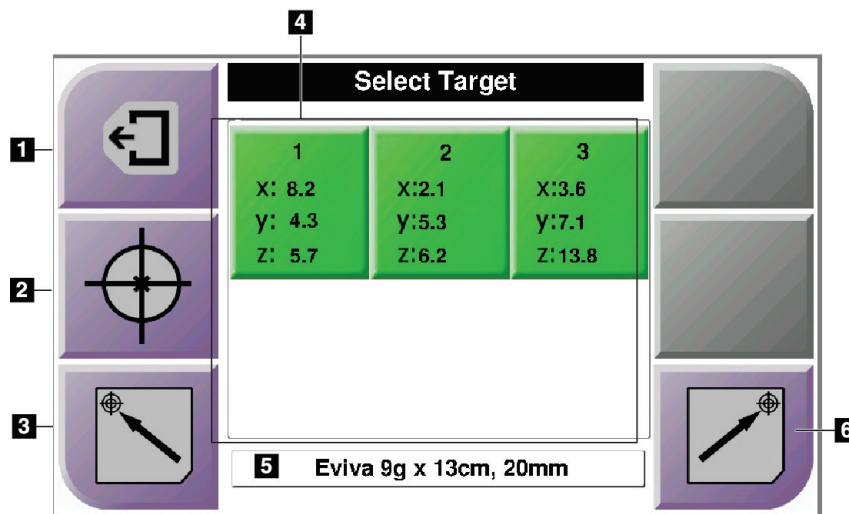 4
Select Target
1
1 2 3
x: 8.2 x:2.1 x:3.6
y: 4.3 y:5.3 y:7.1
z: 5.7 z:6.2 z:13.8
2
3
6
5 Eviva 9g x 13cm, 20mm